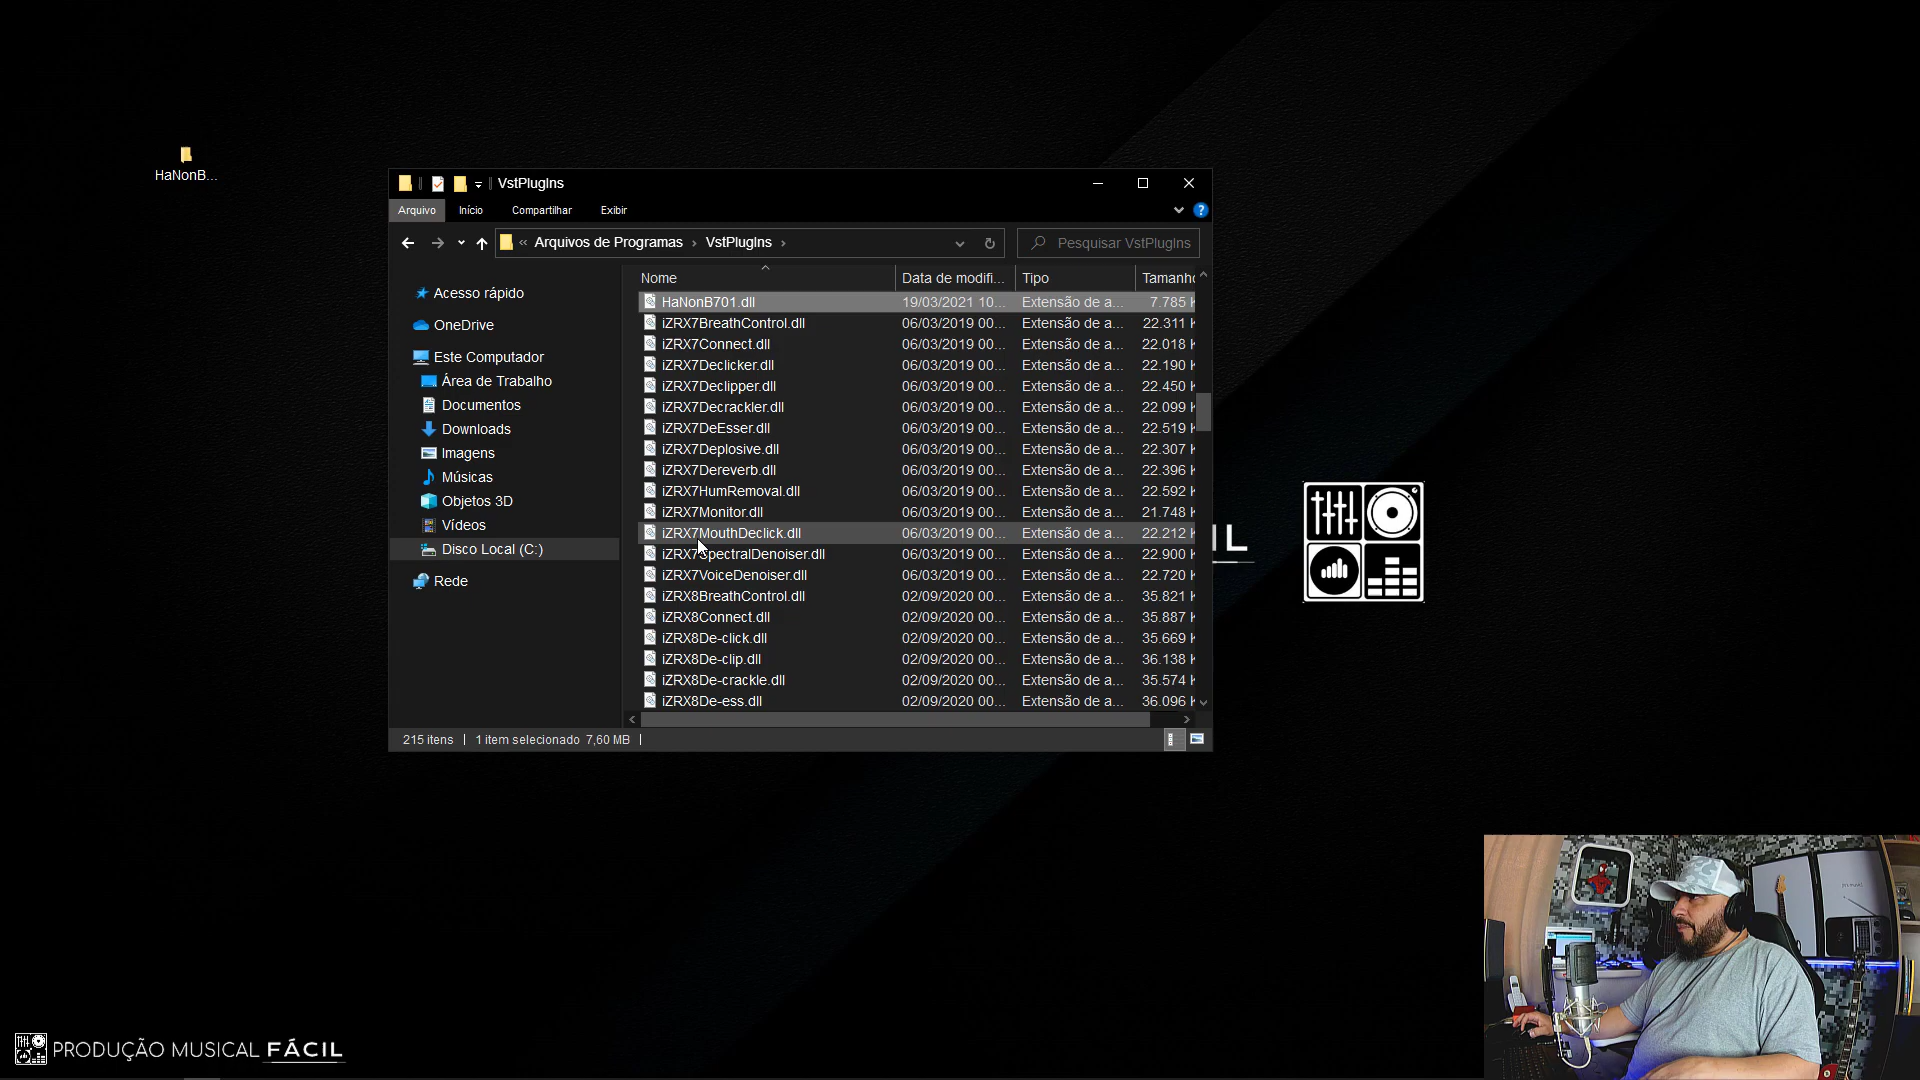 HaNonB...
VstPlugIns
Arquivo Início Compartilhar Exibir
« Arquivos de Programas › VstPlugIns ›
Pesquisar VstPlugIns
Acesso rápido
OneDrive
Este Computador
Área de Trabalho
Documentos
Downloads
Imagens
Músicas
Objetos 3D
Vídeos
Disco Local (C:)
Rede
Nome Data de modifi... Tipo Tamanho
HaNonB701.dll 19/03/2021 10... Extensão de a... 7.785 K
iZRX7BreathControl.dll 06/03/2019 00... Extensão de a... 22.311 K
iZRX7Connect.dll 06/03/2019 00... Extensão de a... 22.018 K
iZRX7Declicker.dll 06/03/2019 00... Extensão de a... 22.190 K
iZRX7Declipper.dll 06/03/2019 00... Extensão de a... 22.450 K
iZRX7Decrackler.dll 06/03/2019 00... Extensão de a... 22.099 K
iZRX7DeEsser.dll 06/03/2019 00... Extensão de a... 22.519 K
iZRX7Deplosive.dll 06/03/2019 00... Extensão de a... 22.307 K
iZRX7Dereverb.dll 06/03/2019 00... Extensão de a... 22.396 K
iZRX7HumRemoval.dll 06/03/2019 00... Extensão de a... 22.592 K
iZRX7Monitor.dll 06/03/2019 00... Extensão de a... 21.748 K
iZRX7MouthDeclick.dll 06/03/2019 00... Extensão de a... 22.212 K
iZRX7SpectralDenoiser.dll 06/03/2019 00... Extensão de a... 22.900 K
iZRX7VoiceDenoiser.dll 06/03/2019 00... Extensão de a... 22.720 K
iZRX8BreathControl.dll 02/09/2020 00... Extensão de a... 35.821 K
iZRX8Connect.dll 02/09/2020 00... Extensão de a... 35.887 K
iZRX8De-click.dll 02/09/2020 00... Extensão de a... 35.669 K
iZRX8De-clip.dll 02/09/2020 00... Extensão de a... 36.138 K
iZRX8De-crackle.dll 02/09/2020 00... Extensão de a... 35.574 K
iZRX8De-ess.dll 02/09/2020 00... Extensão de a... 36.096 K
215 itens 1 item selecionado 7,60 MB
IL
PRODUÇÃO MUSICAL FÁCIL